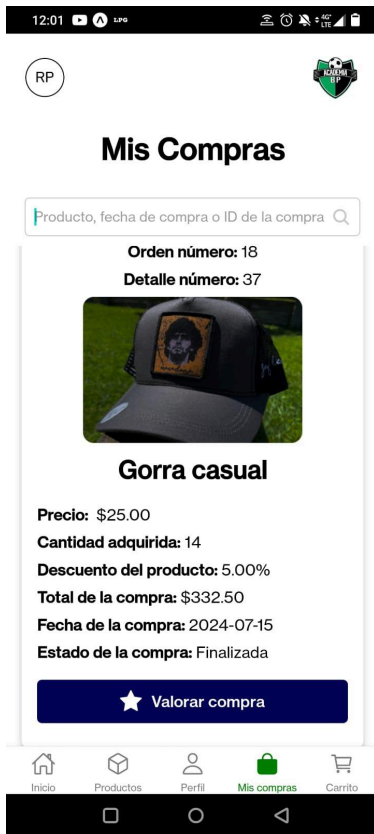 12:01
LPG
4G+
LTE
RP
ACADEMIA
BP
Mis Compras
Producto, fecha de compra o ID de la compra
Orden número: 18
Detalle número: 37
Gorra casual
Precio: $25.00
Cantidad adquirida: 14
Descuento del producto: 5.00%
Total de la compra: $332.50
Fecha de la compra: 2024-07-15
Estado de la compra: Finalizada
Valorar compra
Inicio
Productos
Perfil
Mis compras
Carrito